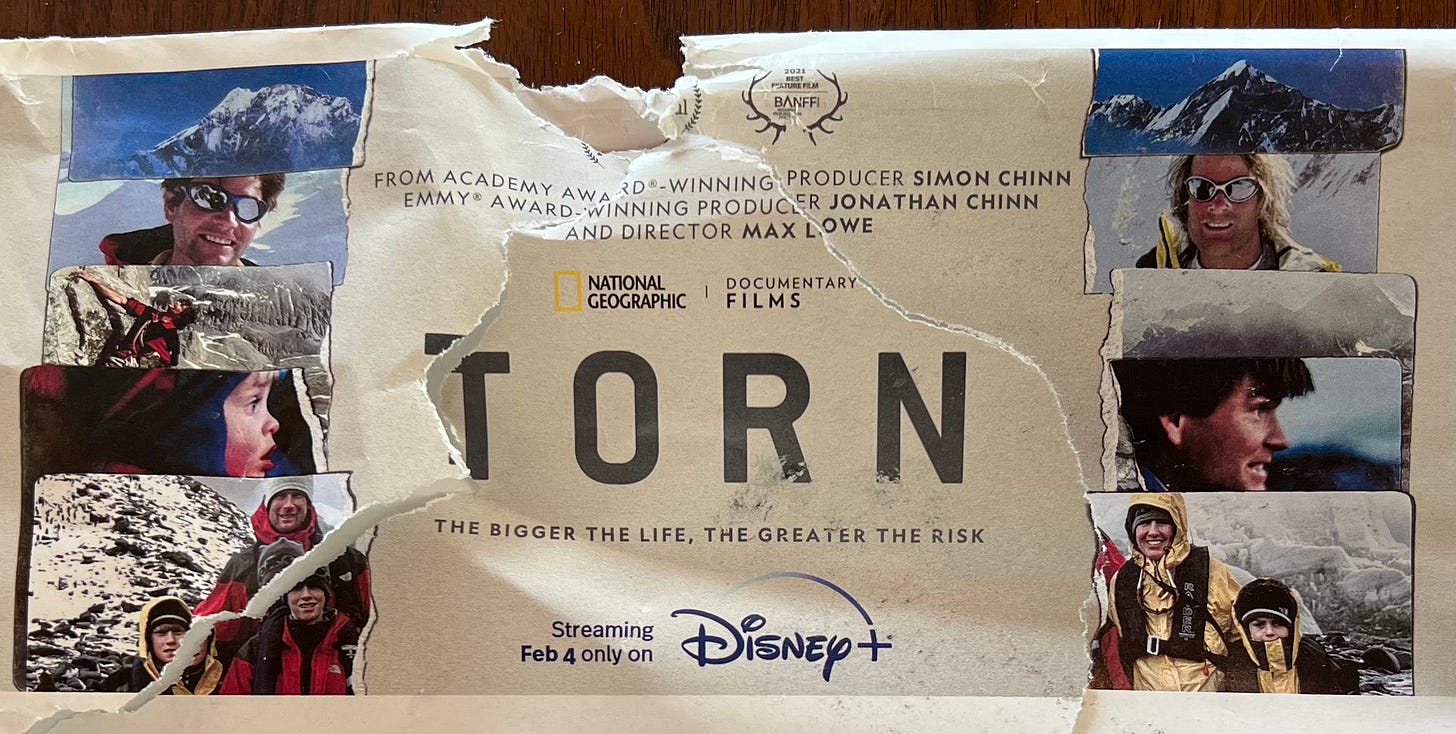 2021
BEST
FEATURE FILM
BANFF
FROM ACADEMY AWARD®-WINNING PRODUCER SIMON CHINN
EMMY® AWARD-WINNING PRODUCER JONATHAN CHINN
AND DIRECTOR MAX LOWE
NATIONAL GEOGRAPHIC | DOCUMENTARY FILMS
TORN
THE BIGGER THE LIFE, THE GREATER THE RISK
Streaming
Feb 4 only on Disney+